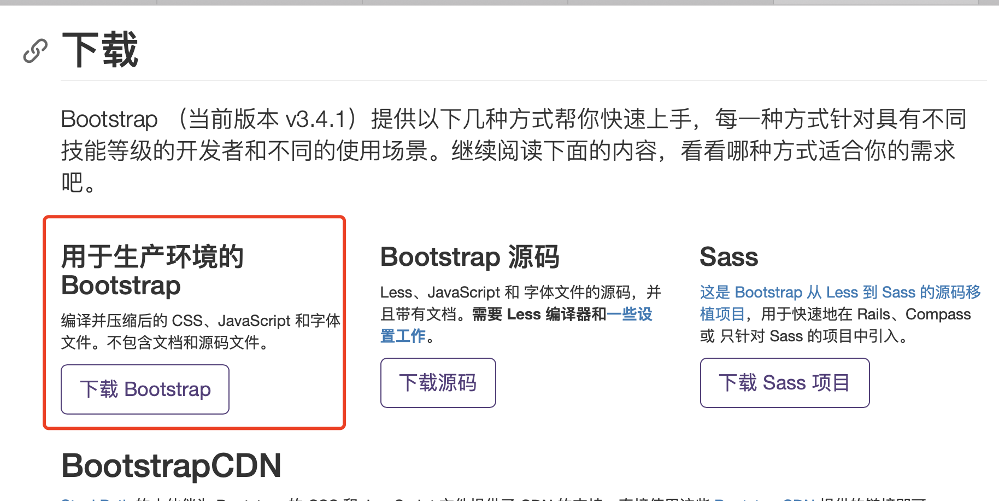 下载
Bootstrap （当前版本 v3.4.1）提供以下几种方式帮你快速上手，每一种方式针对具有不同
技能等级的开发者和不同的使用场景。继续阅读下面的内容，看看哪种方式适合你的需求
吧。
用于生产环境的
Bootstrap
编译并压缩后的 CSS、JavaScript 和字体
文件。不包含文档和源码文件。
下载 Bootstrap
Bootstrap 源码
Less、JavaScript 和 字体文件的源码，并
且带有文档。需要 Less 编译器和一些设
置工作。
下载源码
Sass
这是 Bootstrap 从 Less 到 Sass 的源码移
植项目，用于快速地在 Rails、Compass
或 只针对 Sass 的项目中引入。
下载 Sass 项目
BootstrapCDN